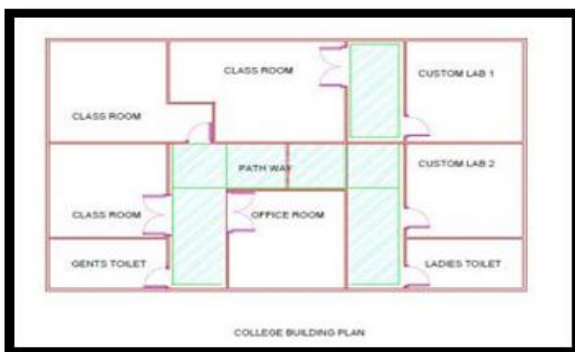 CLASS ROOM
CUSTOM LAB 1
CLASS ROOM
PATH WAY
CUSTOM LAB 2
CLASS ROOM
OFFICE ROOM
GENTS TOILET
LADIES TOILET
COLLEGE BUILDING PLAN